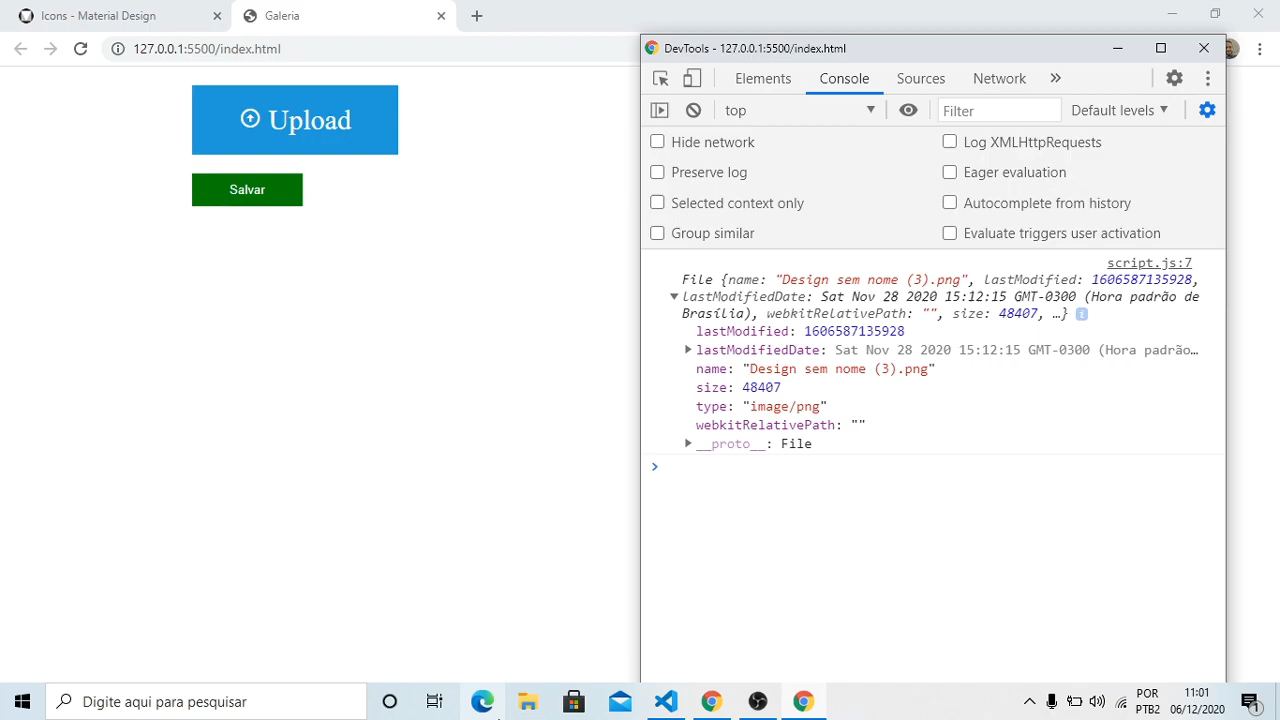 Icons - Material Design
Galeria
127.0.0.1:5500/index.html
DevTools - 127.0.0.1:5500/index.html
Upload
Salvar
Elements Console Sources Network »
top Filter Default levels
Hide network Log XMLHttpRequests
Preserve log Eager evaluation
Selected context only Autocomplete from history
Group similar Evaluate triggers user activation
script.js:7
File {name: "Design sem nome (3).png", lastModified: 1606587135928,
lastModifiedDate: Sat Nov 28 2020 15:12:15 GMT-0300 (Hora padrão de
Brasília), webkitRelativePath: "", size: 48407, …} i
lastModified: 1606587135928
lastModifiedDate: Sat Nov 28 2020 15:12:15 GMT-0300 (Hora padrão…
name: "Design sem nome (3).png"
size: 48407
type: "image/png"
webkitRelativePath: ""
__proto__: File
>
Digite aqui para pesquisar
POR
PTB2
11:01
06/12/2020
1